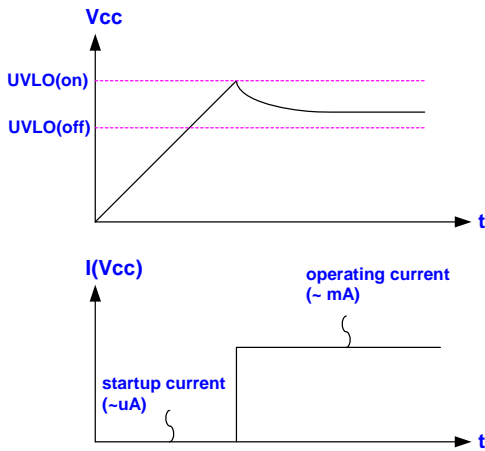 Vcc
UVLO(on)
UVLO(off)
t
I(Vcc)
operating current
(~ mA)
startup current
(~uA)
t